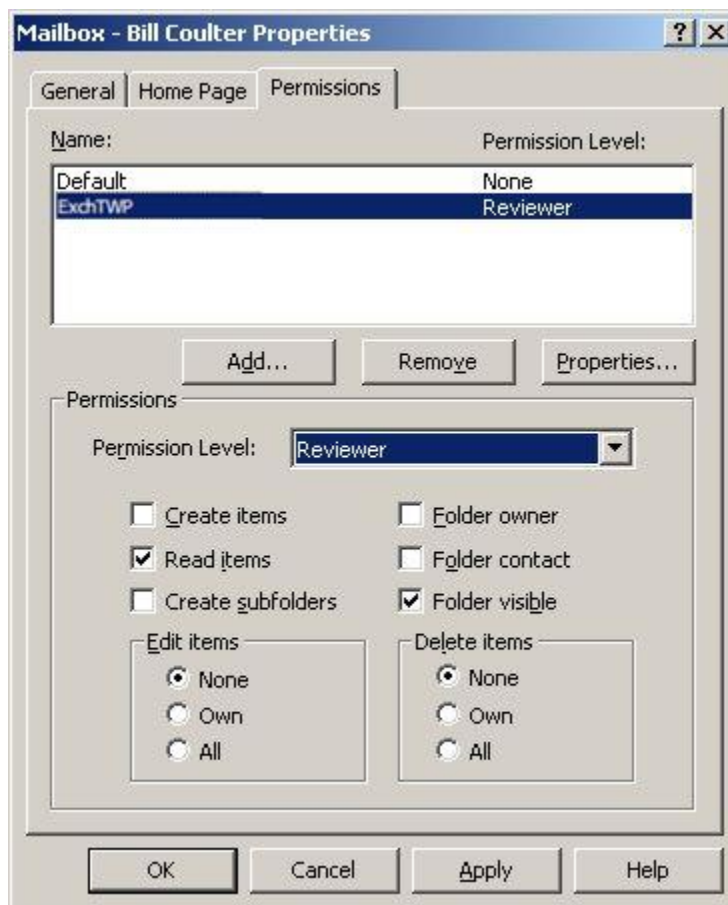 Mailbox - Bill Coulter Properties
General Home Page Permissions
Name: Permission Level:
Default None
ExchTWP Reviewer
Add... Remove Properties...
Permissions
Permission Level: Reviewer
Create items Folder owner
Read items Folder contact
Create subfolders Folder visible
Edit items Delete items
None None
Own Own
All All
OK Cancel Apply Help